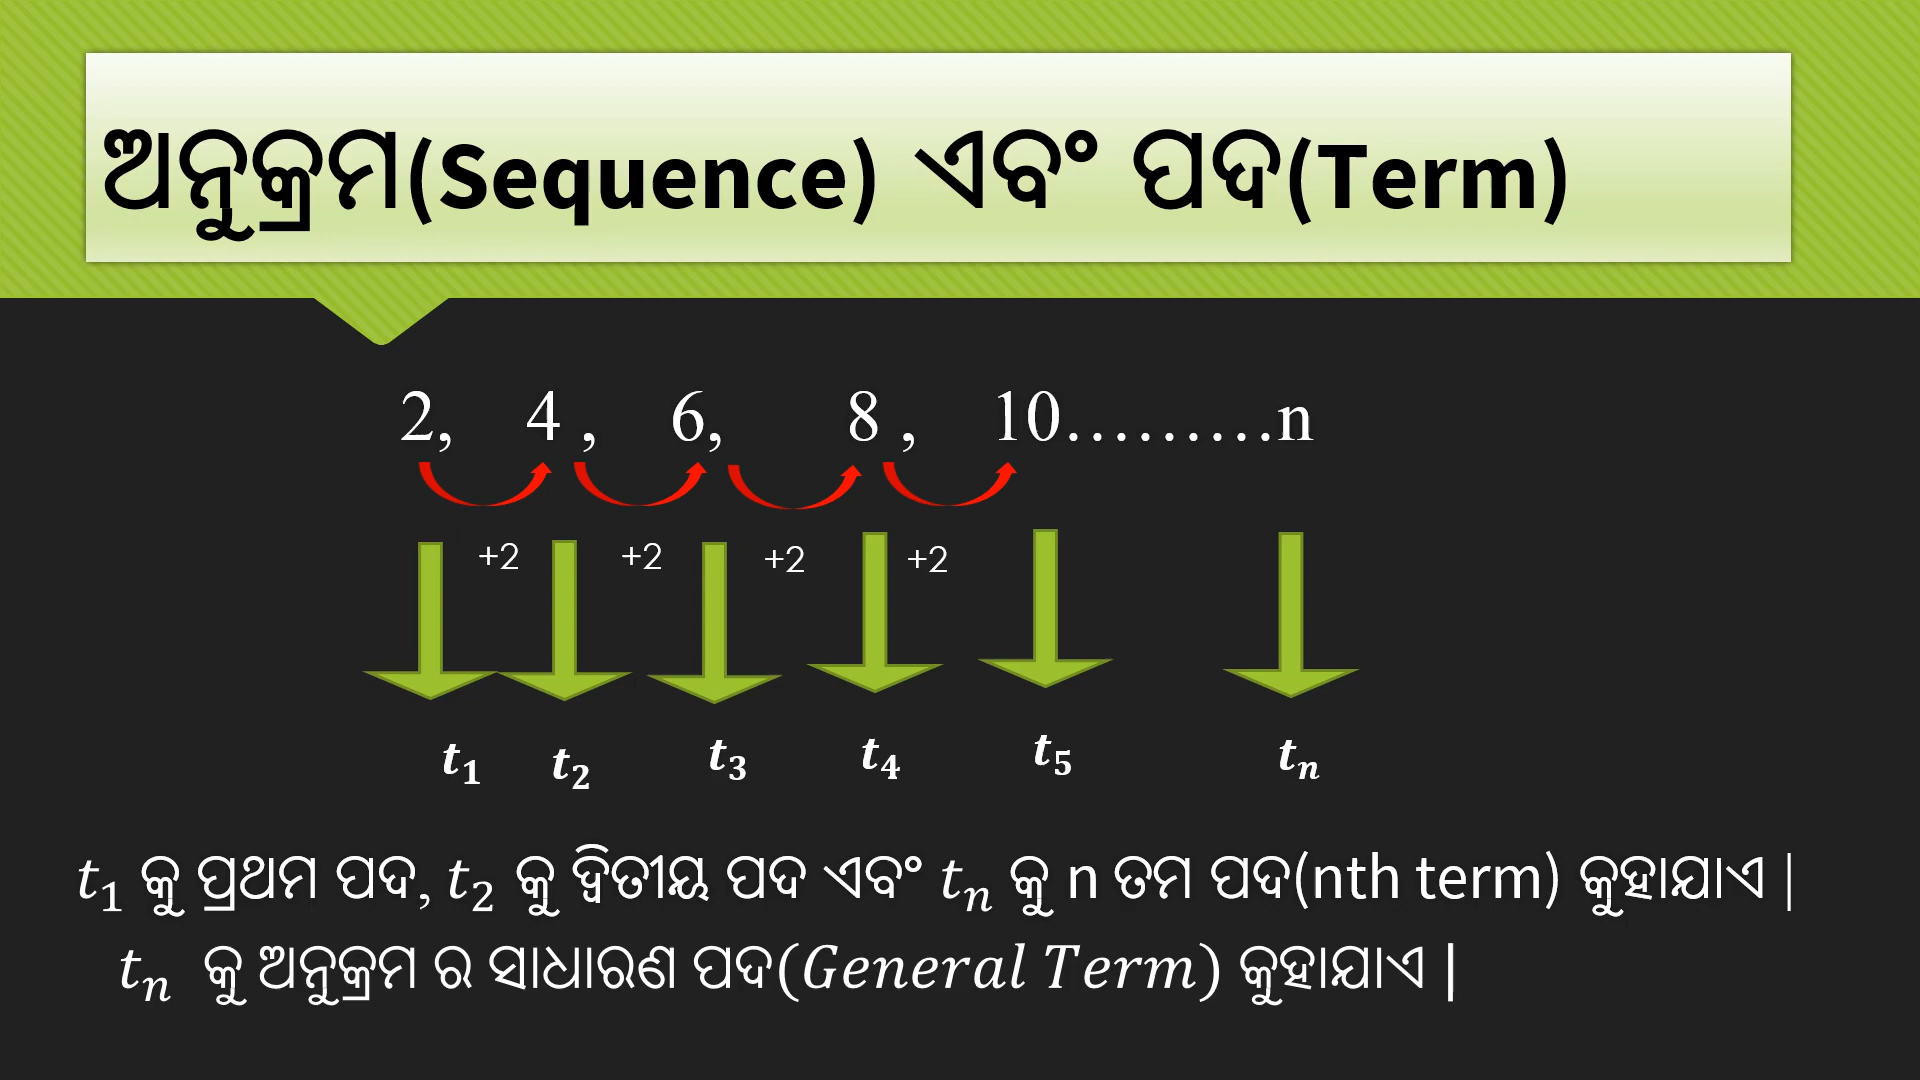 ଅନୁକ୍ରମ(Sequence) ଏବଂ ପଦ(Term)
2, 4 , 6, 8 , 10………n
+2 +2 +2 +2
t₁ t₂ t₃ t₄ t₅ tₙ
t₁ କୁ ପ୍ରଥମ ପଦ, t₂ କୁ ଦ୍ୱିତୀୟ ପଦ ଏବଂ tₙ କୁ n ତମ ପଦ(nth term) କୁହାଯାଏ |
tₙ କୁ ଅନୁକ୍ରମ ର ସାଧାରଣ ପଦ(General Term) କୁହାଯାଏ |